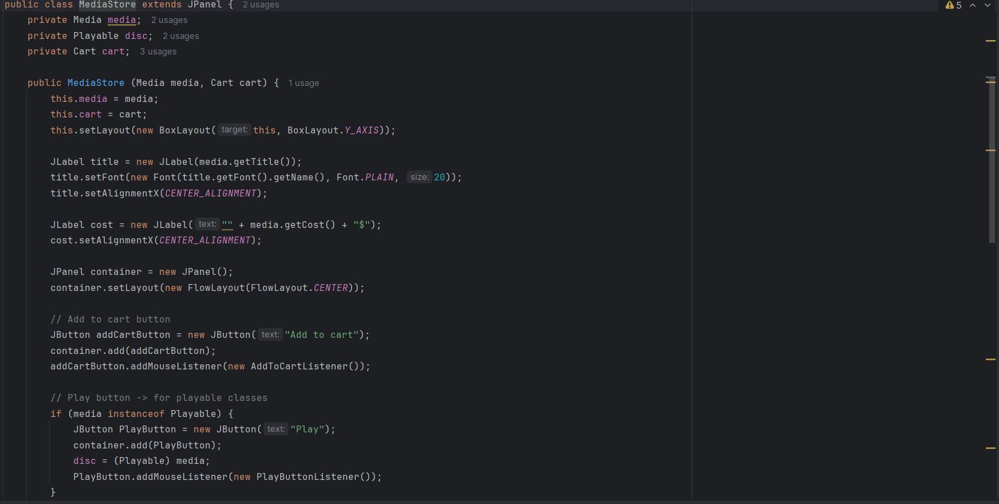 public class MediaStore extends JPanel {  2 usages  5
    private Media media;  2 usages
    private Playable disc;  2 usages
    private Cart cart;  3 usages

    public MediaStore (Media media, Cart cart) {  1 usage
        this.media = media;
        this.cart = cart;
        this.setLayout(new BoxLayout( target: this, BoxLayout.Y_AXIS));

        JLabel title = new JLabel(media.getTitle());
        title.setFont(new Font(title.getFont().getName(), Font.PLAIN, size: 20));
        title.setAlignmentX(CENTER_ALIGNMENT);

        JLabel cost = new JLabel( text: "" + media.getCost() + "$");
        cost.setAlignmentX(CENTER_ALIGNMENT);

        JPanel container = new JPanel();
        container.setLayout(new FlowLayout(FlowLayout.CENTER));

        // Add to cart button
        JButton addCartButton = new JButton( text: "Add to cart");
        container.add(addCartButton);
        addCartButton.addMouseListener(new AddToCartListener());

        // Play button -> for playable classes
        if (media instanceof Playable) {
            JButton PlayButton = new JButton( text: "Play");
            container.add(PlayButton);
            disc = (Playable) media;
            PlayButton.addMouseListener(new PlayButtonListener());
        }